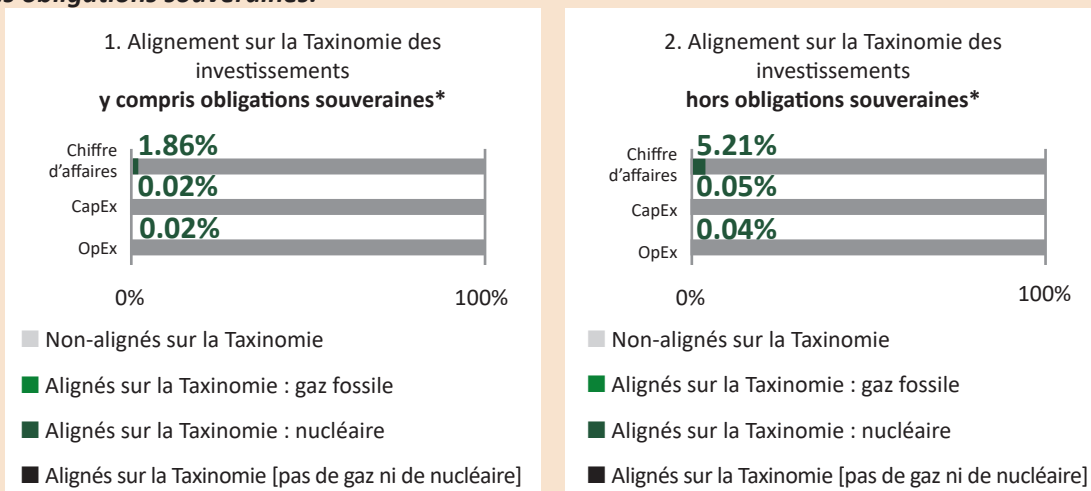 obligations souveraines.
1. Alignement sur la Taxinomie des
investissements
y compris obligations souveraines*
Chiffre
d’affaires
1.86%
CapEx
0.02%
OpEx
0.02%
0%
100%
Non-alignés sur la Taxinomie
Alignés sur la Taxinomie : gaz fossile
Alignés sur la Taxinomie : nucléaire
Alignés sur la Taxinomie [pas de gaz ni de nucléaire]
2. Alignement sur la Taxinomie des
investissements
hors obligations souveraines*
Chiffre
d’affaires
5.21%
CapEx
0.05%
OpEx
0.04%
0%
100%
Non-alignés sur la Taxinomie
Alignés sur la Taxinomie : gaz fossile
Alignés sur la Taxinomie : nucléaire
Alignés sur la Taxinomie [pas de gaz ni de nucléaire]